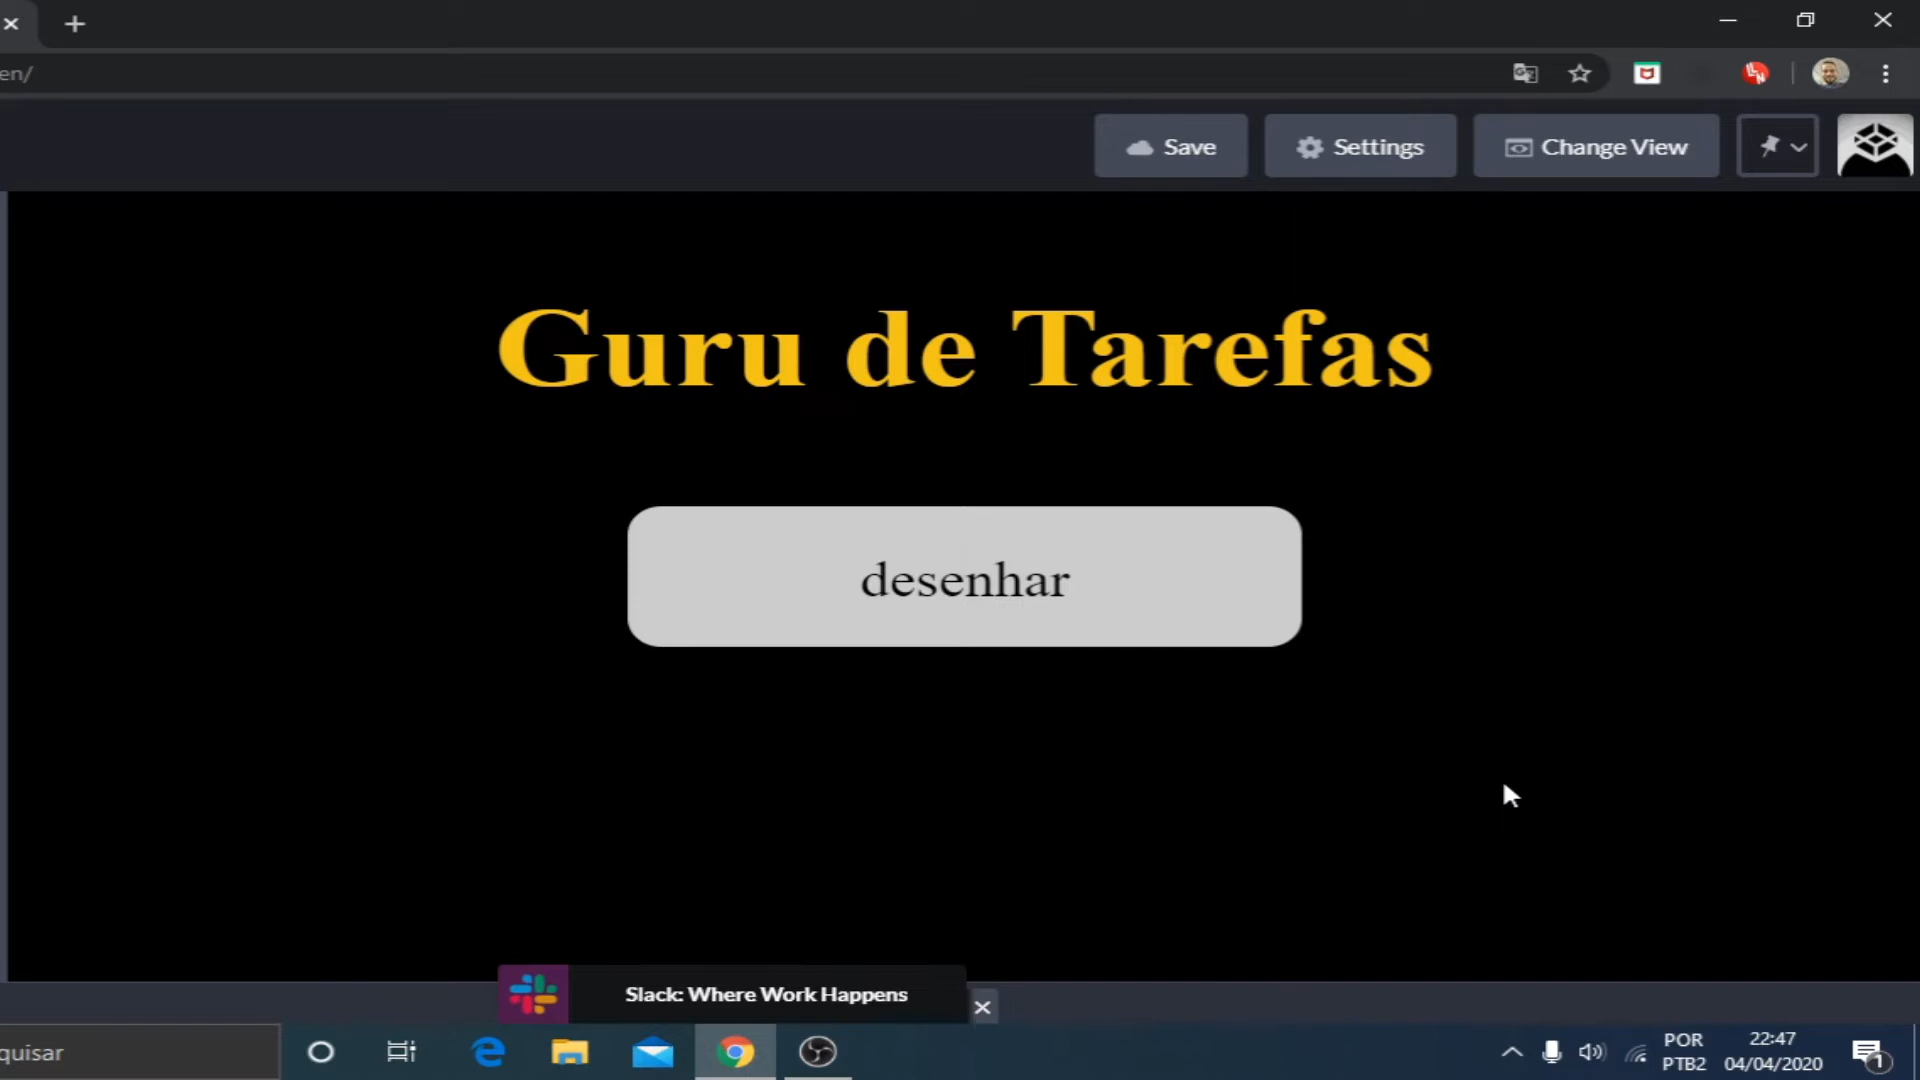 en/
Save
Settings
Change View
Guru de Tarefas
desenhar
Slack: Where Work Happens
quisar
POR
PTB2
22:47
04/04/2020
1